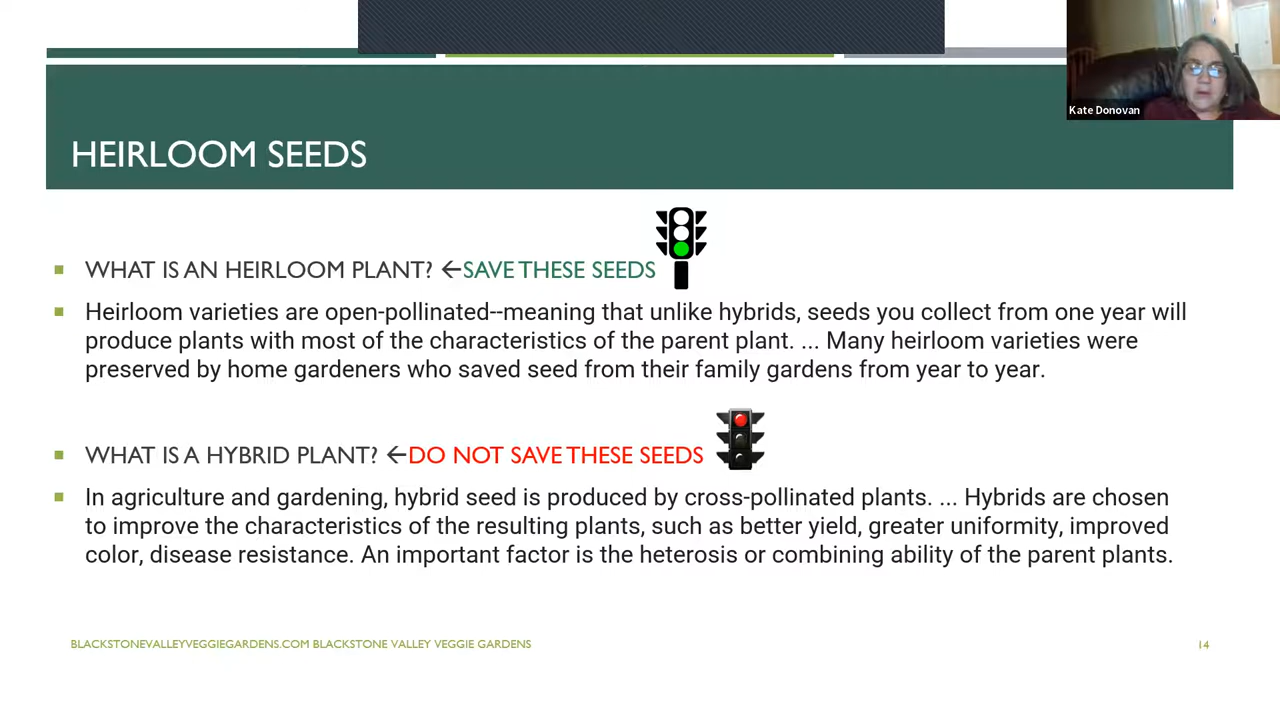 Kate Donovan
HEIRLOOM SEEDS
WHAT IS AN HEIRLOOM PLANT? ←SAVE THESE SEEDS
Heirloom varieties are open-pollinated--meaning that unlike hybrids, seeds you collect from one year will
produce plants with most of the characteristics of the parent plant. ... Many heirloom varieties were
preserved by home gardeners who saved seed from their family gardens from year to year.
WHAT IS A HYBRID PLANT? ←DO NOT SAVE THESE SEEDS
In agriculture and gardening, hybrid seed is produced by cross-pollinated plants. ... Hybrids are chosen
to improve the characteristics of the resulting plants, such as better yield, greater uniformity, improved
color, disease resistance. An important factor is the heterosis or combining ability of the parent plants.
BLACKSTONEVALLEYVEGGIEGARDENS.COM BLACKSTONE VALLEY VEGGIE GARDENS
14